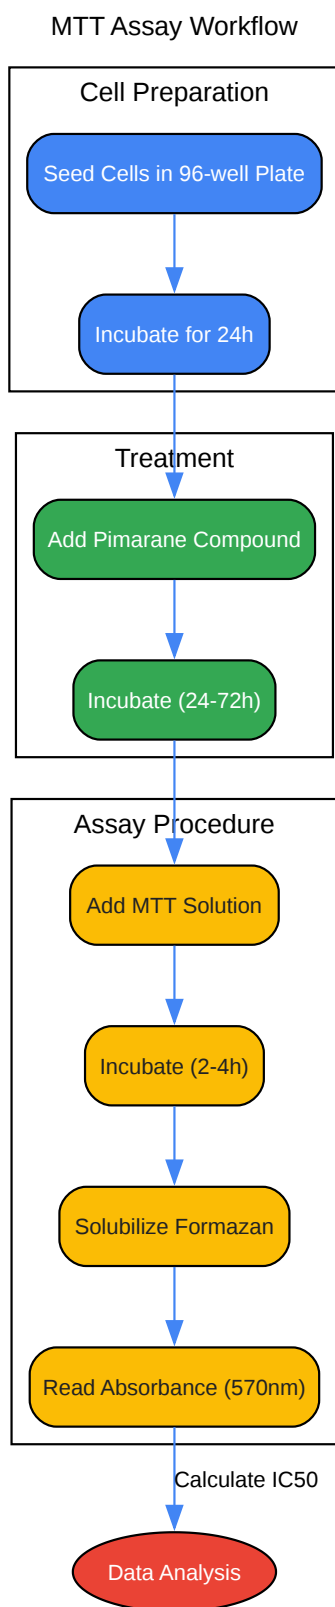 MTT Assay Workflow
Cell Preparation
Seed Cells in 96-well Plate
Incubate for 24h
Treatment
Add Pimarane Compound
Incubate (24-72h)
Assay Procedure
Add MTT Solution
Incubate (2-4h)
Solubilize Formazan
Read Absorbance (570nm)
Calculate IC50
Data Analysis